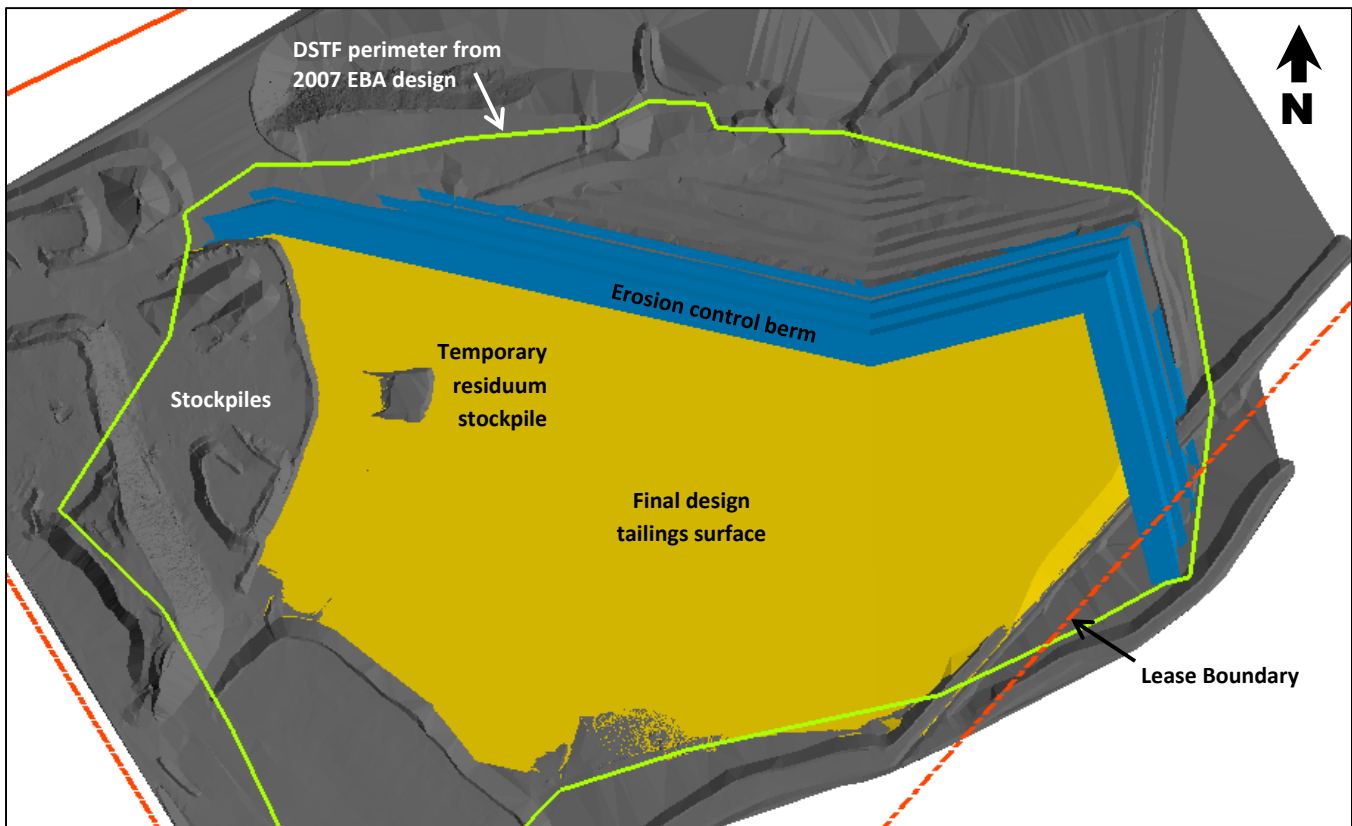 DSTF perimeter from
2007 EBA design
N
Erosion control berm
Temporary
residuum
stockpile
Stockpiles
Final design
tailings surface
Lease Boundary